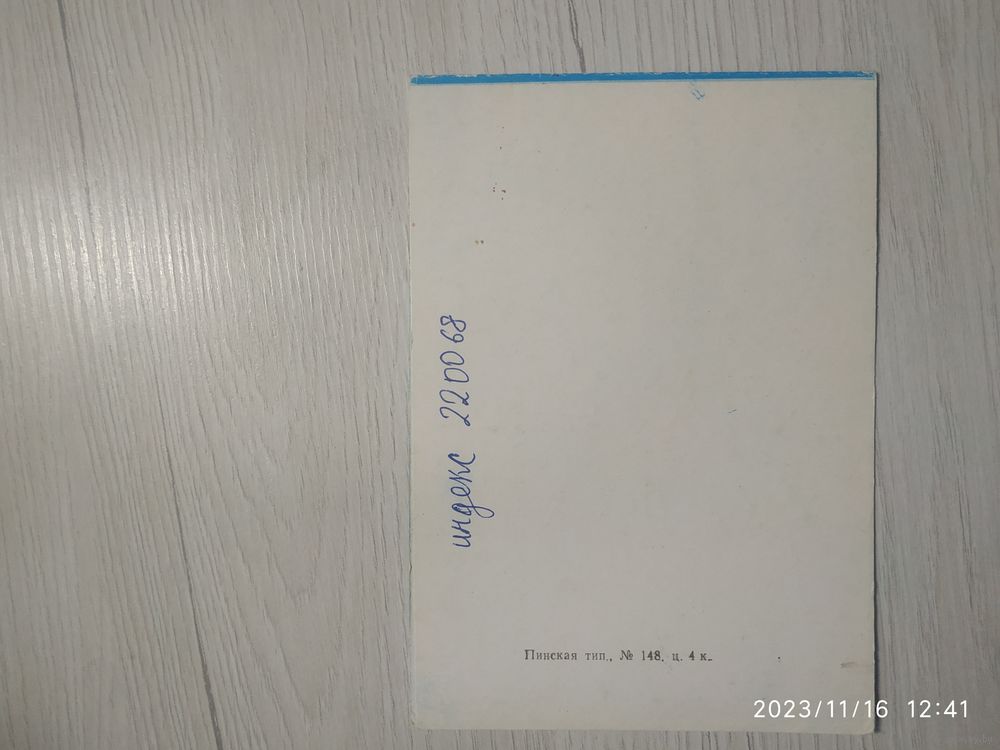 индекс 220068
Пинская тип., № 148. ц. 4 к.
2023/11/16 12:41